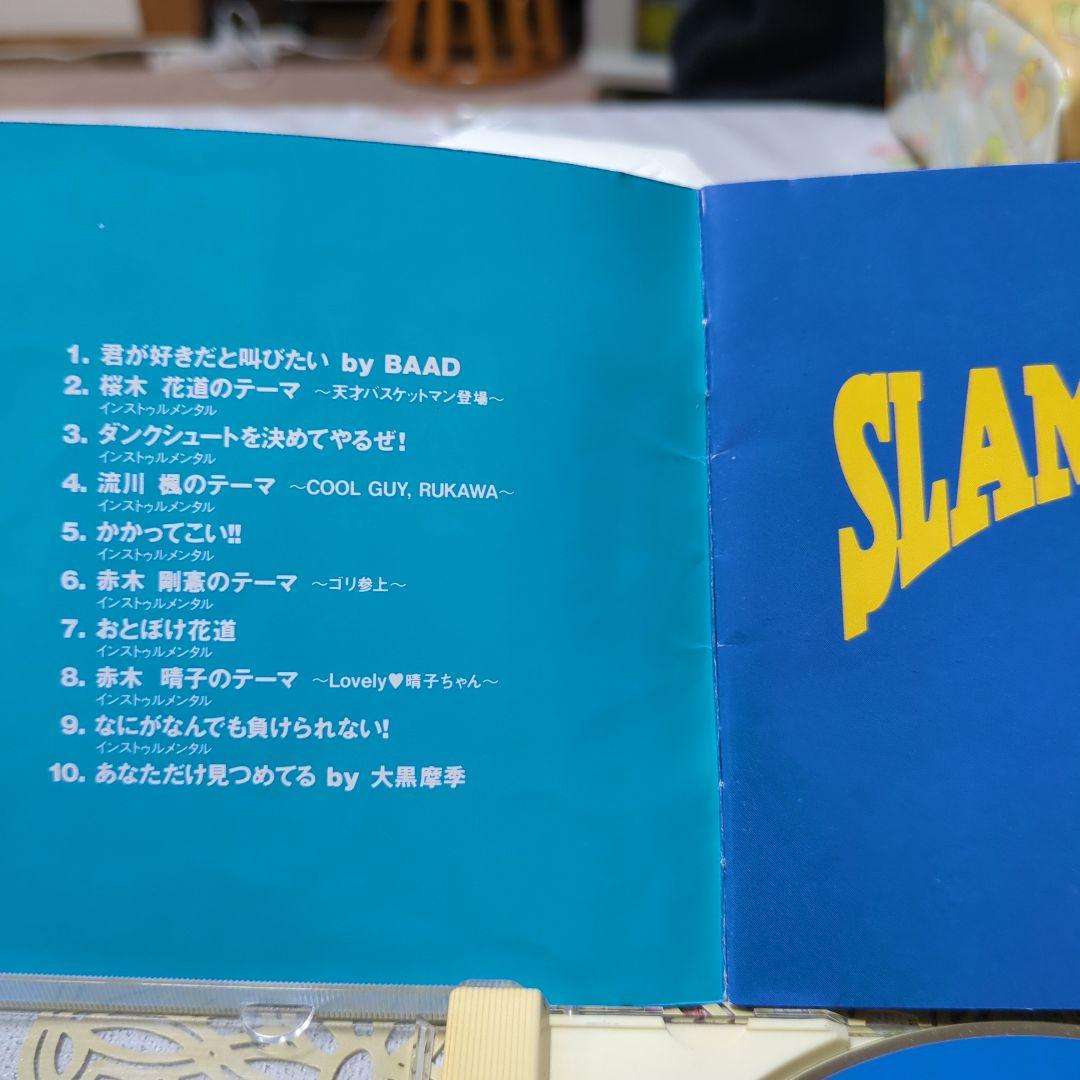 1. 君が好きだと叫びたい by BAAD
2. 桜木 花道のテーマ ～天才バスケットマン登場～
インストゥルメンタル
3. ダンクシュートを決めてやるぜ!
インストゥルメンタル
4. 流川 楓のテーマ ～COOL GUY, RUKAWA～
インストゥルメンタル
5. かかってこい!!
インストゥルメンタル
6. 赤木 剛憲のテーマ ～ゴリ参上～
インストゥルメンタル
7. おとぼけ花道
インストゥルメンタル
8. 赤木 晴子のテーマ ～Lovely♥晴子ちゃん～
インストゥルメンタル
9. なにがなんでも負けられない!
インストゥルメンタル
10. あなただけ見つめてる by 大黒摩季
SLAM